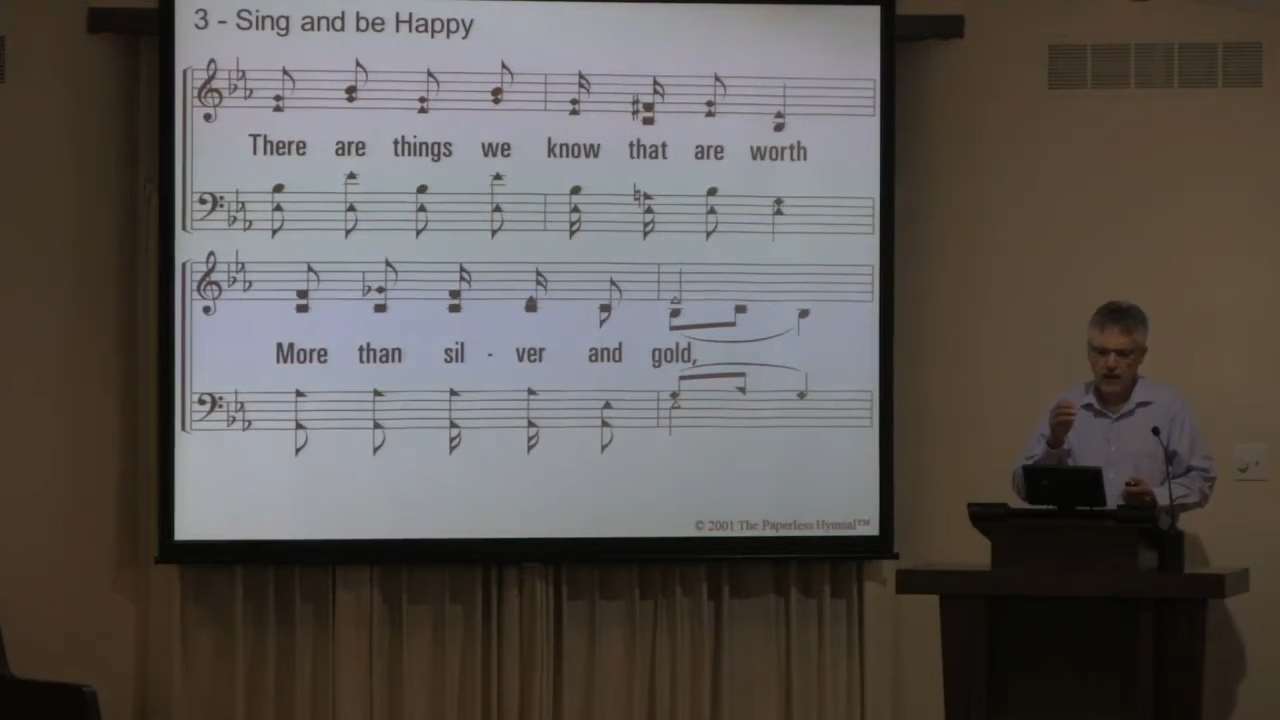 3 - Sing and be Happy
There are things we know that are worth
More than sil - ver and gold,
© 2001 The Paperless Hymnal™